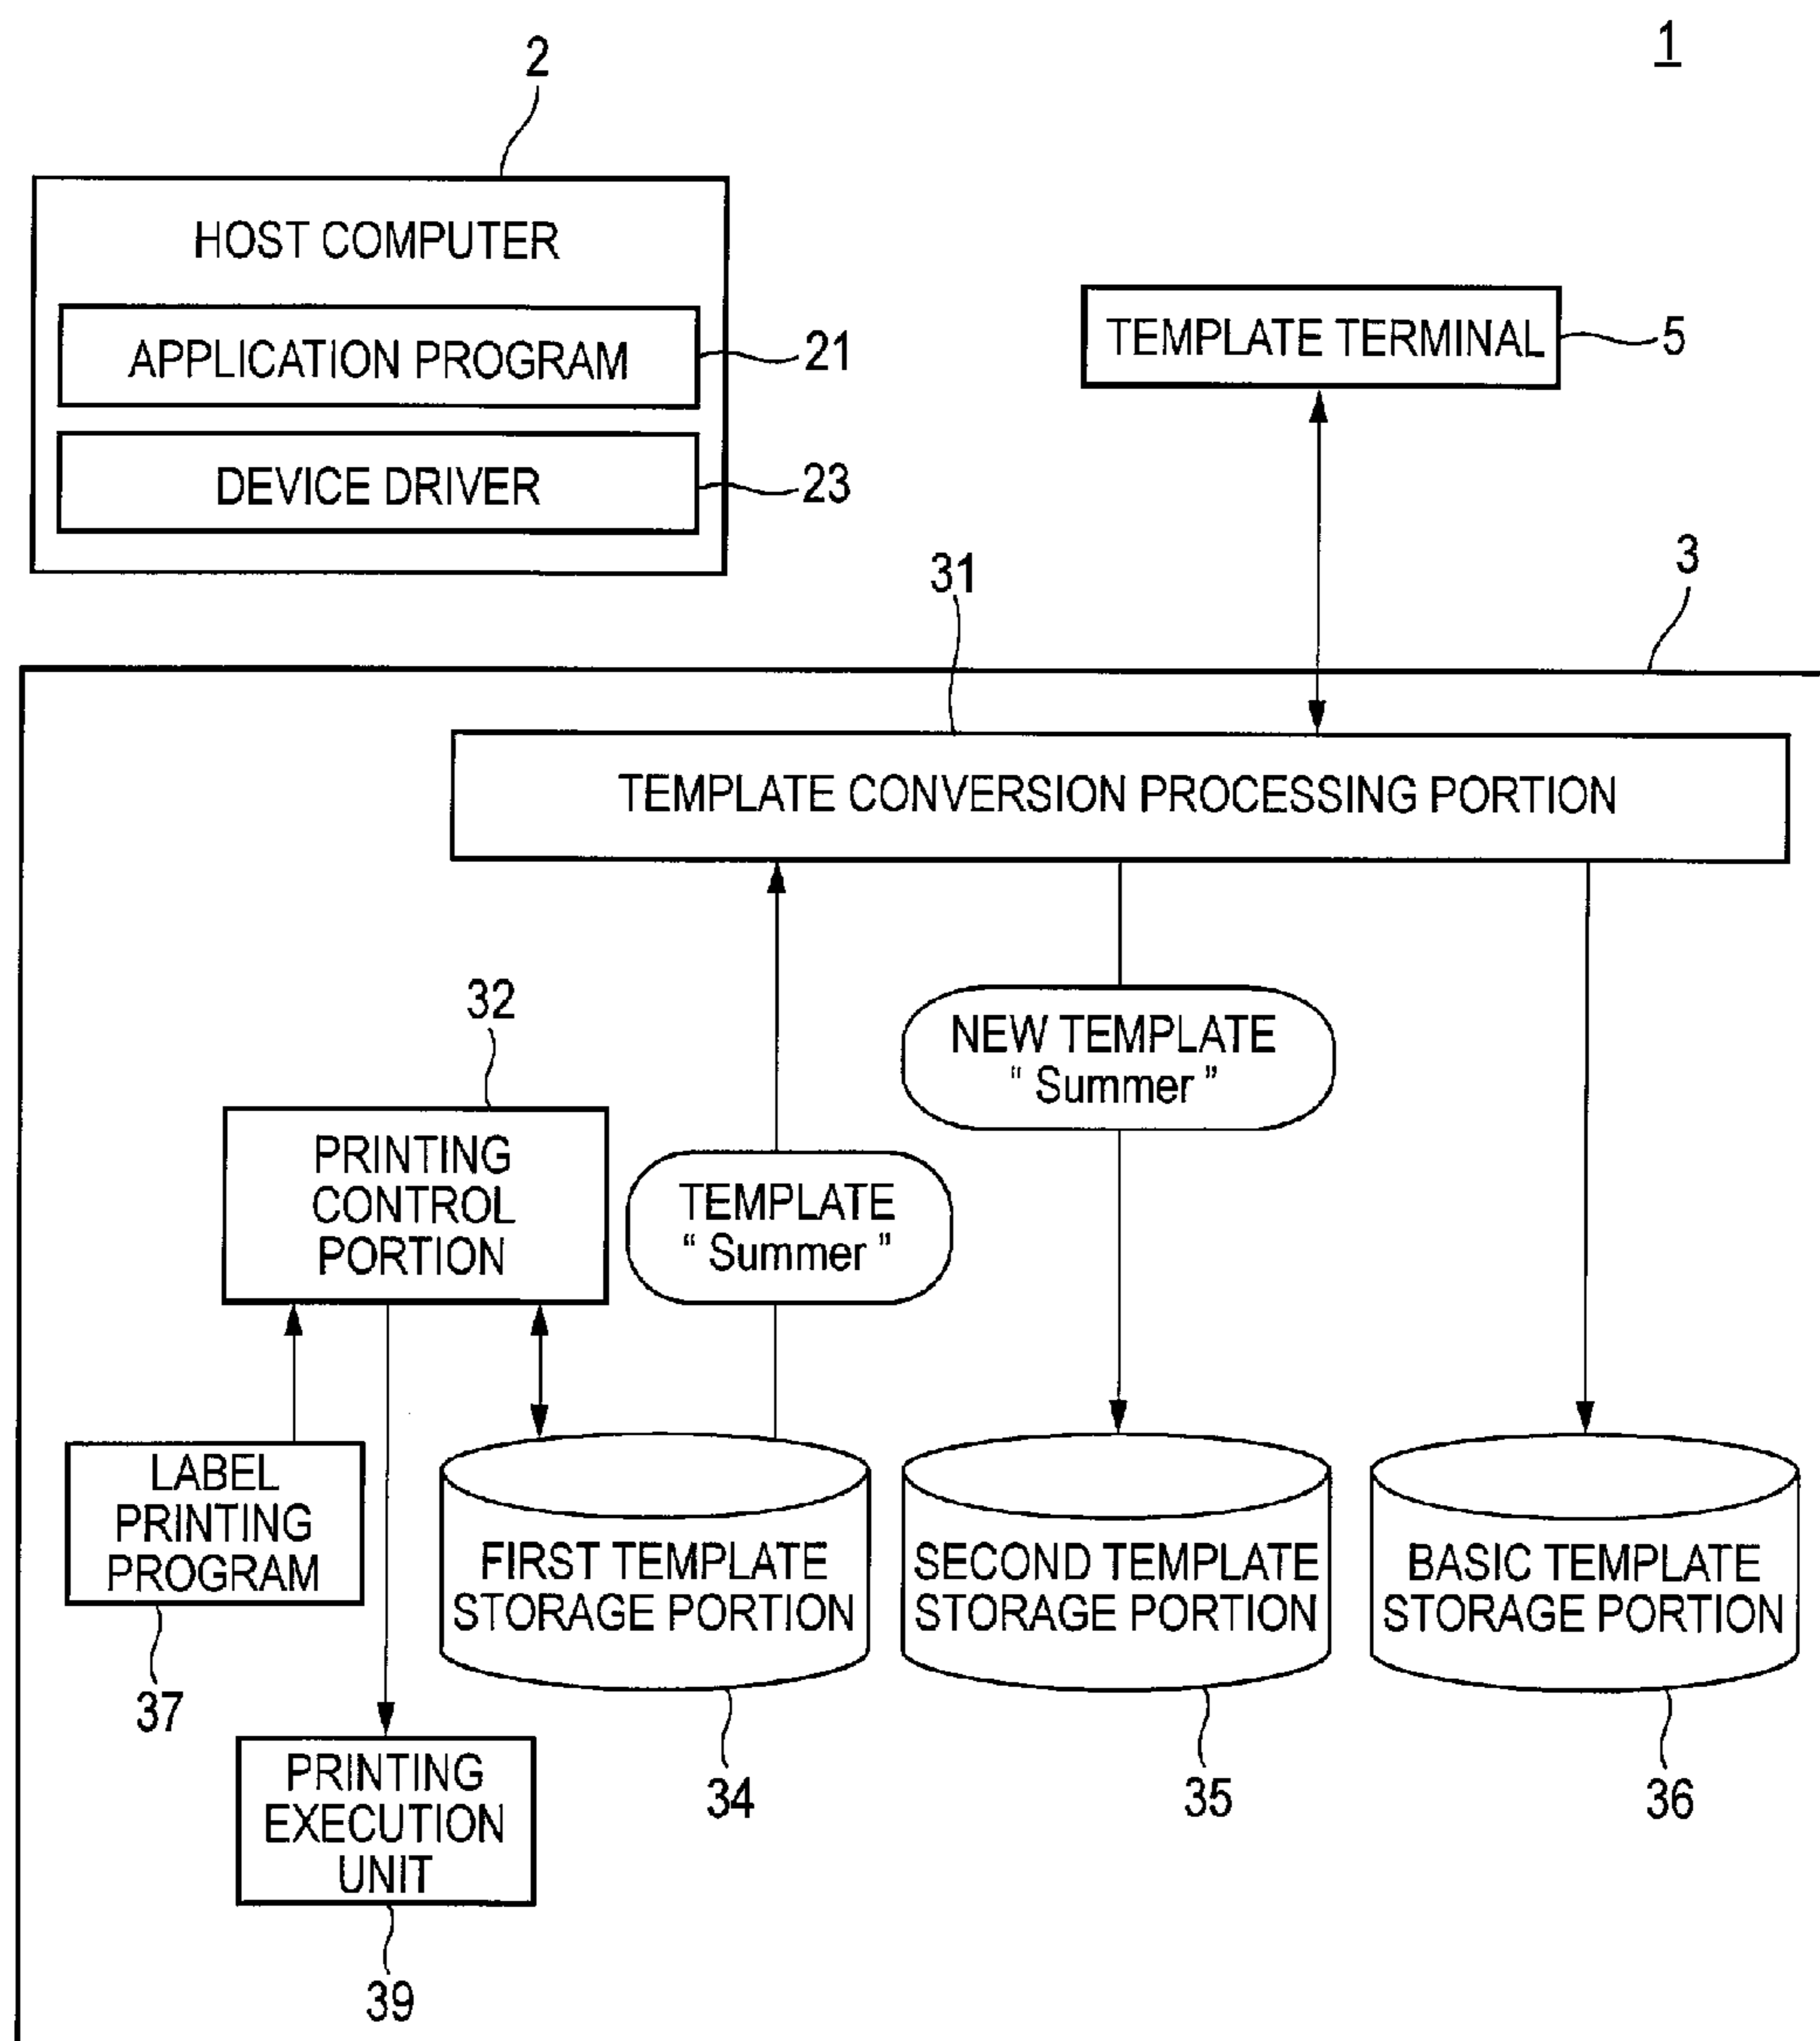 1
2
HOST COMPUTER
APPLICATION PROGRAM
21
DEVICE DRIVER
23
TEMPLATE TERMINAL
5
3
31
TEMPLATE CONVERSION PROCESSING PORTION
32
PRINTING
CONTROL
PORTION
TEMPLATE
“ Summer ”
NEW TEMPLATE
“ Summer ”
LABEL
PRINTING
PROGRAM
37
PRINTING
EXECUTION
UNIT
39
FIRST TEMPLATE
STORAGE PORTION
34
SECOND TEMPLATE
STORAGE PORTION
35
BASIC TEMPLATE
STORAGE PORTION
36